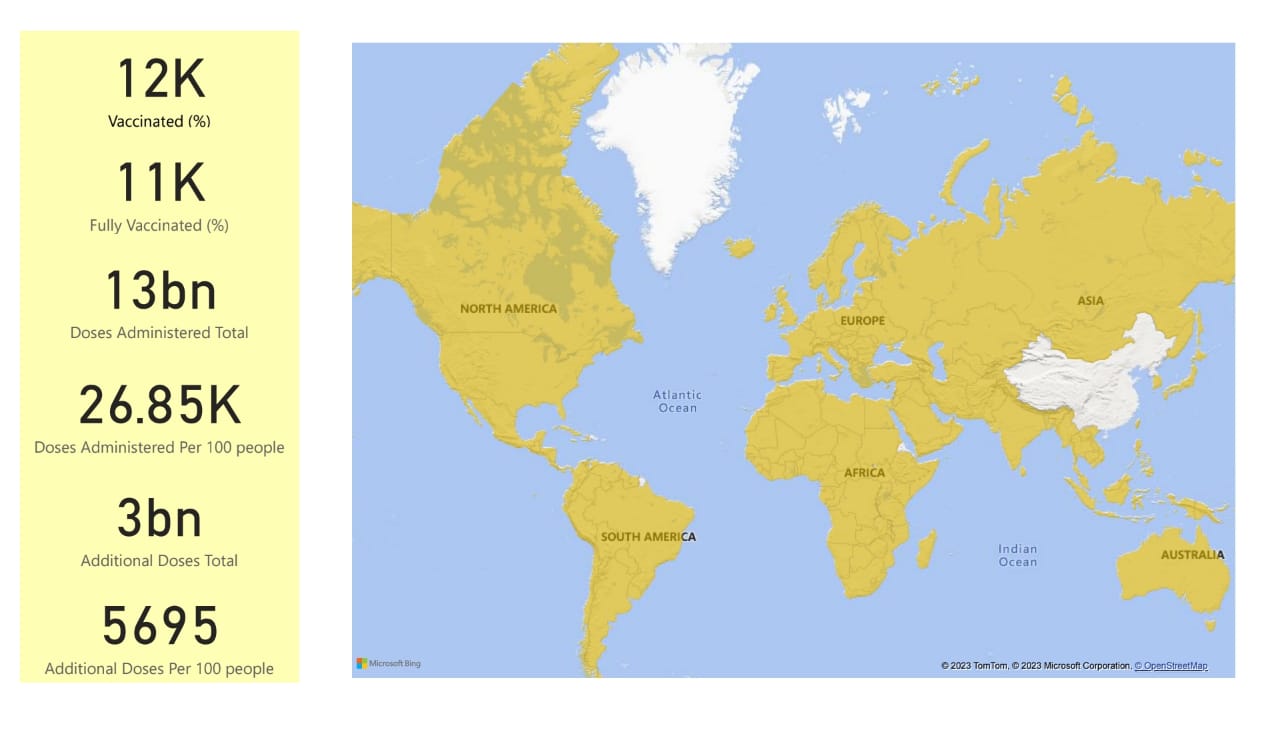 12K
Vaccinated (%)
11K
Fully Vaccinated (%)
13bn
Doses Administered Total
26.85K
Doses Administered Per 100 people
3bn
Additional Doses Total
5695
Additional Doses Per 100 people
NORTH AMERICA
ASIA
EUROPE
Atlantic
Ocean
AFRICA
SOUTH AMERICA
Indian
Ocean
AUSTRALIA
Microsoft Bing
© 2023 TomTom, © 2023 Microsoft Corporation, © OpenStreetMap